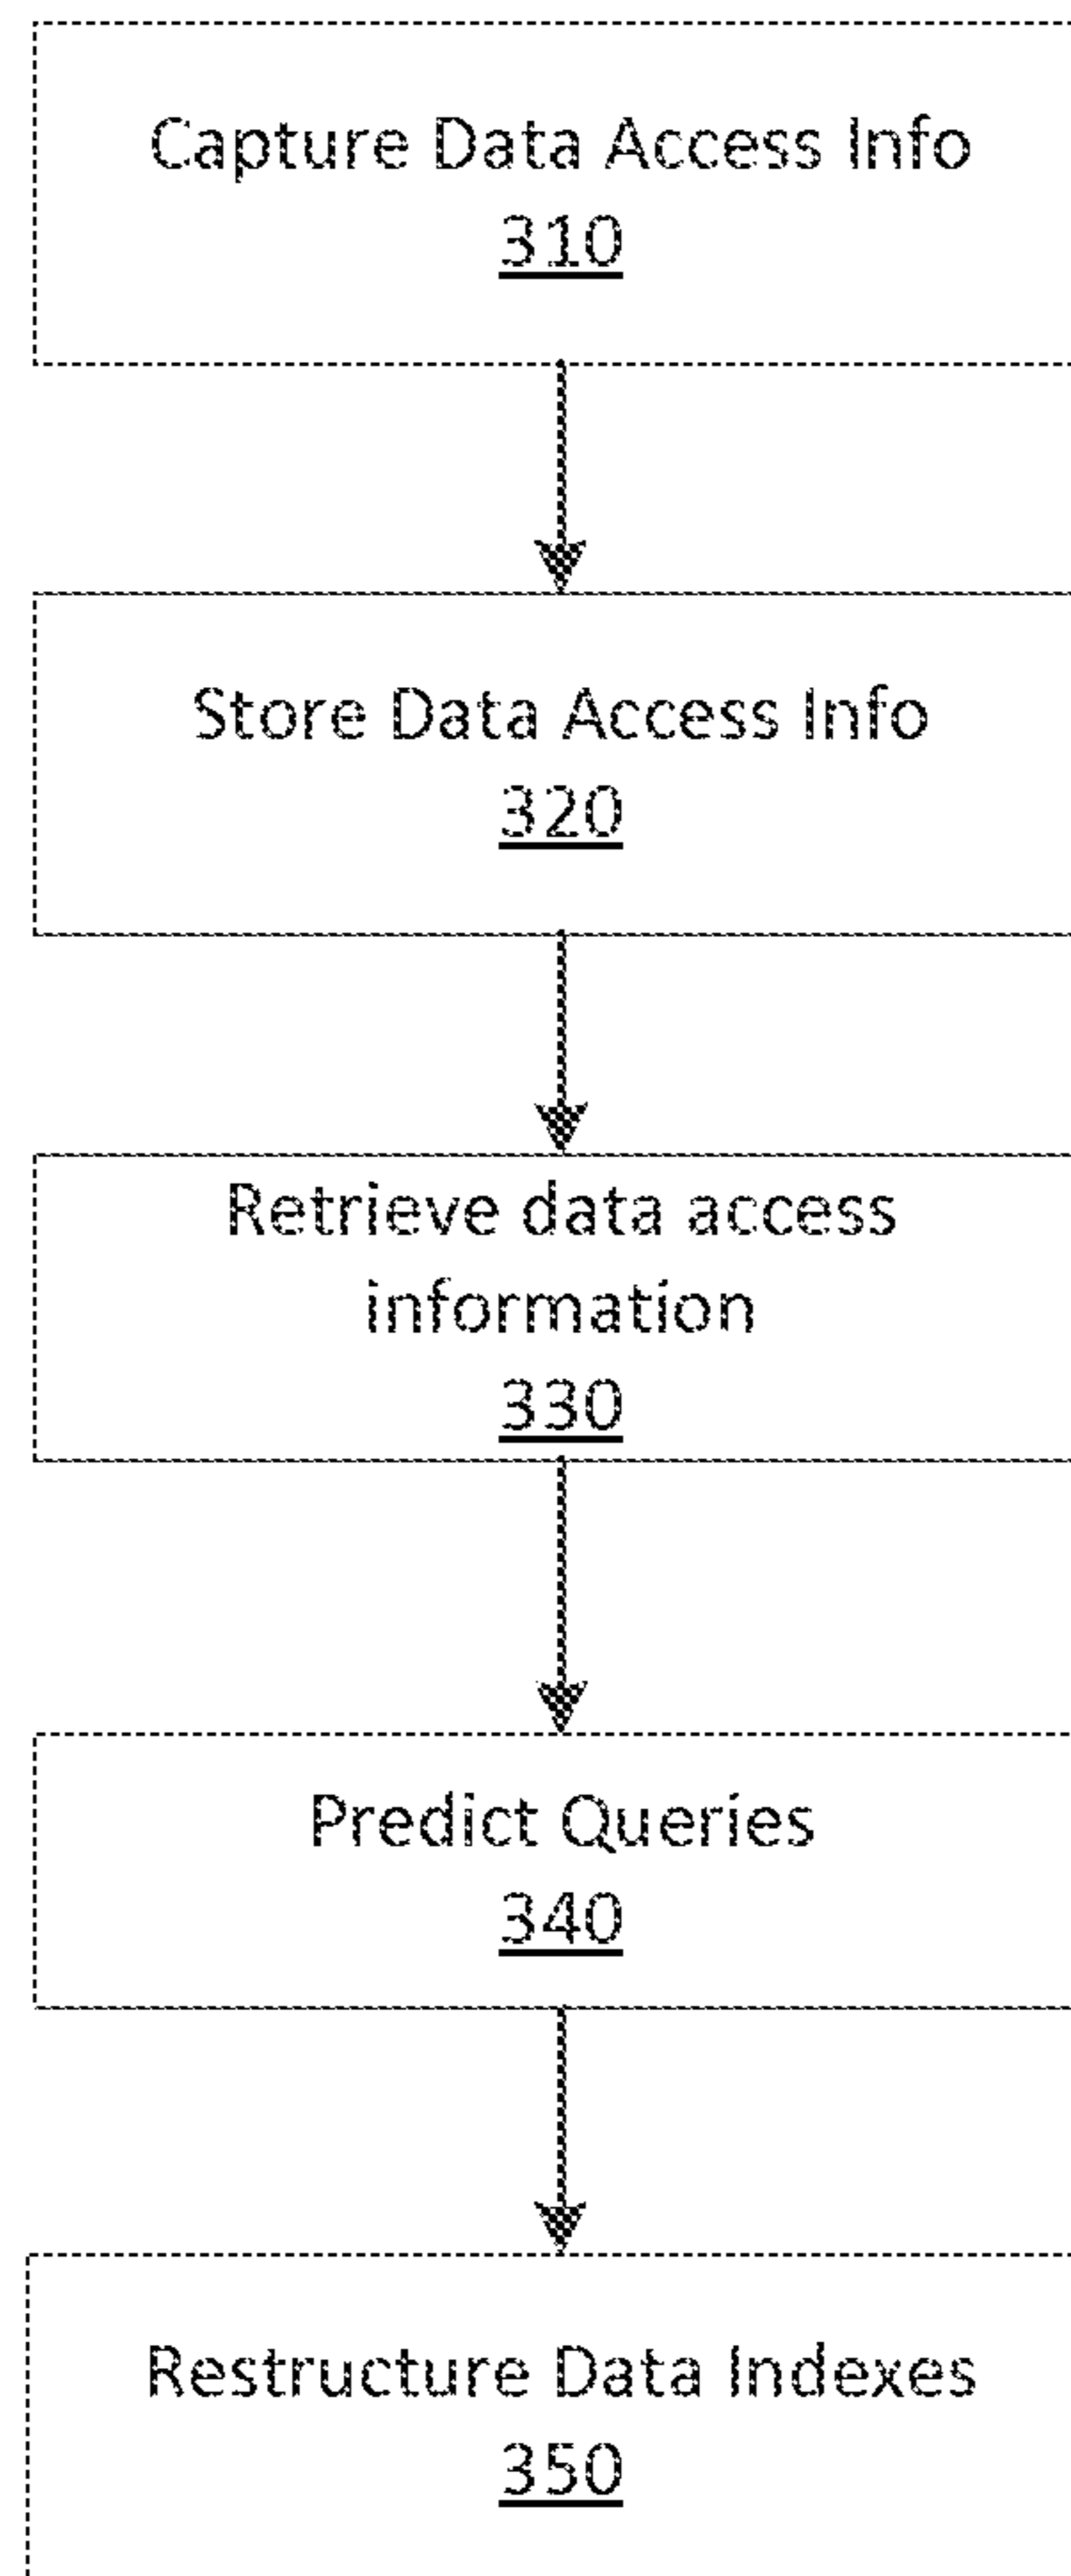 Capture Data Access Info
310
Store Data Access Info
320
Retrieve data access
information
330
Predict Queries
340
Restructure Data Indexes
350